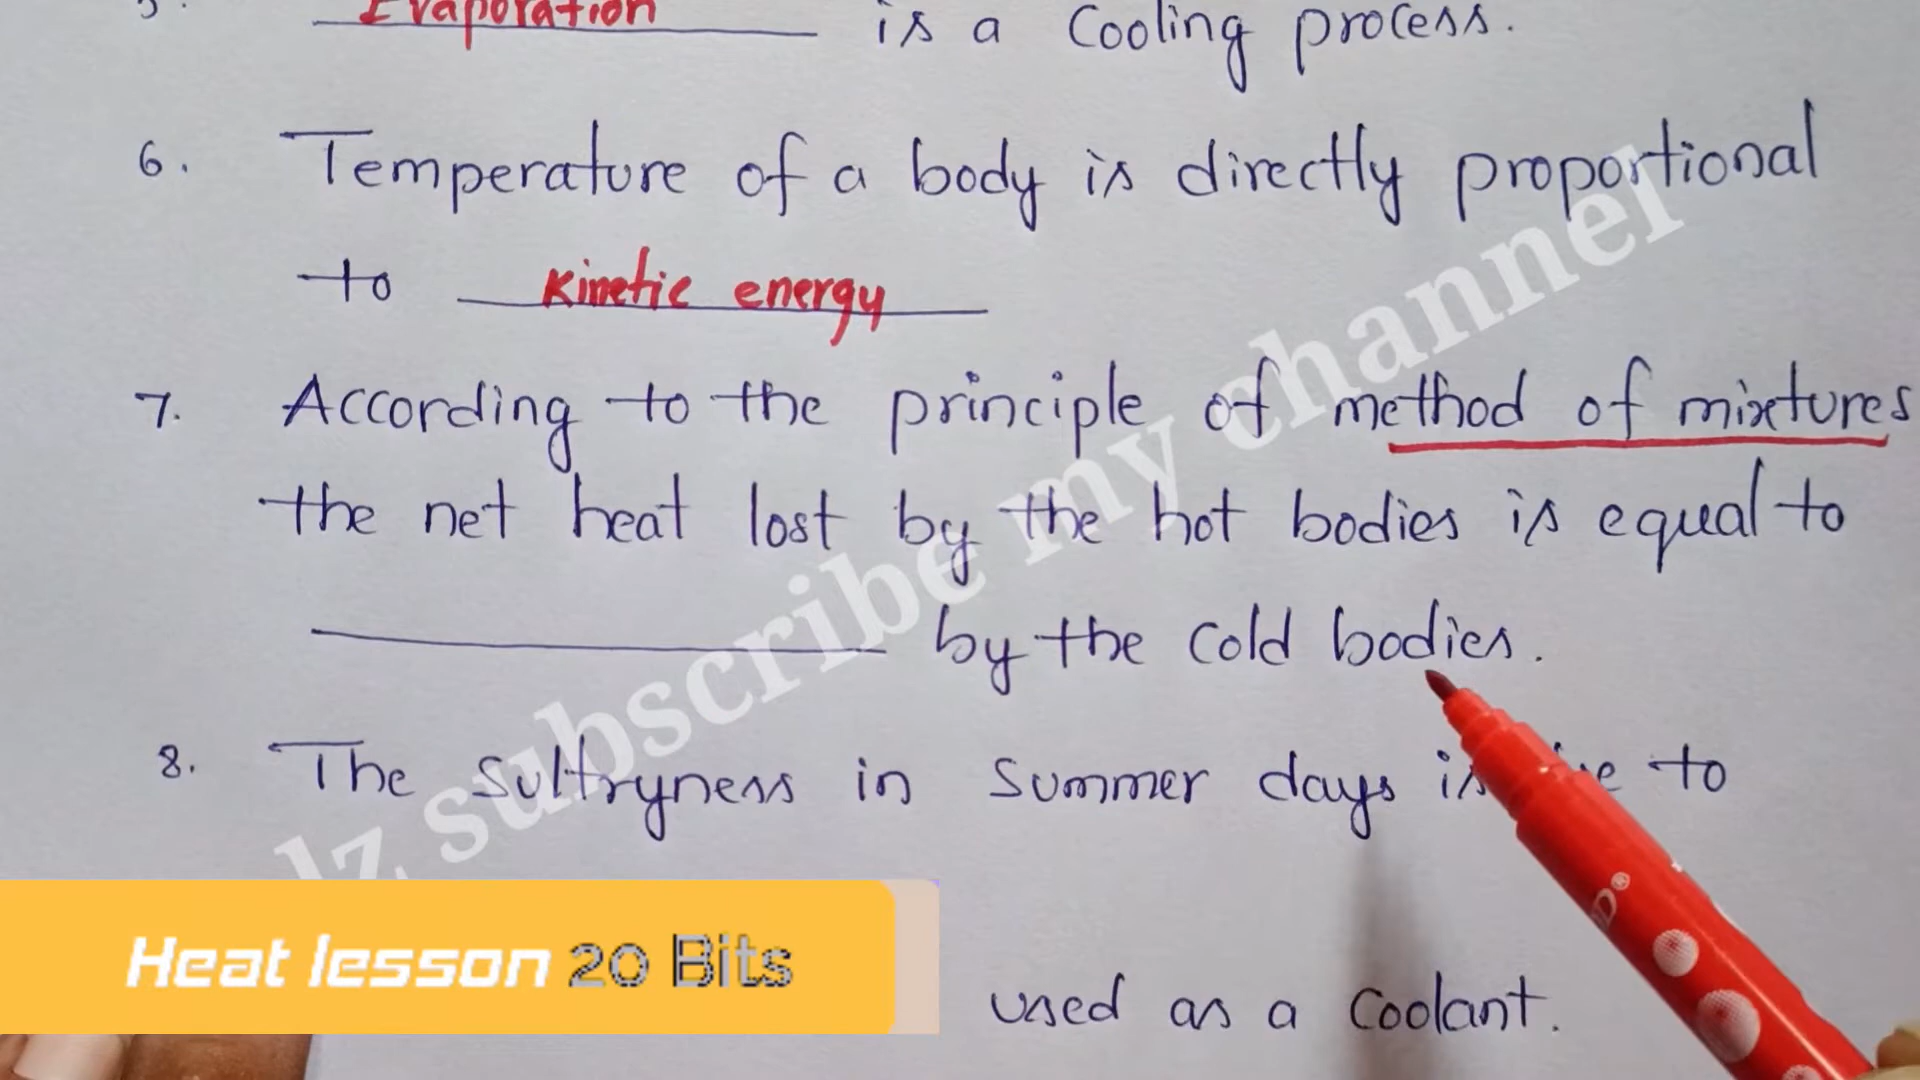 5. Evaporation is a Cooling process.
6. Temperature of a body is directly proportional
to Kinetic energy
7. According to the principle of method of mixtures
the net heat lost by the hot bodies is equal to
by the cold bodies.
8. The sultryness in summer days is to
used as a coolant.
subscribe my channel
Heat lesson 20 Bits